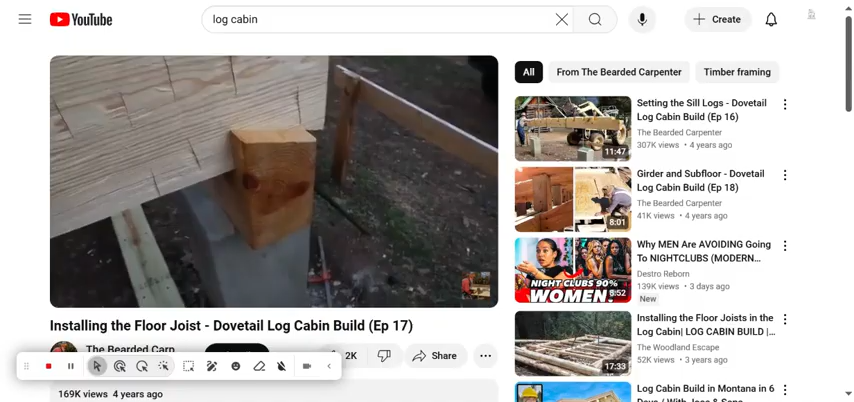 YouTube
log cabin
Create
All
From The Bearded Carpenter
Timber framing
Setting the Sill Logs - Dovetail
Log Cabin Build (Ep 16)
The Bearded Carpenter
307K views • 4 years ago
11:47
Girder and Subfloor - Dovetail
Log Cabin Build (Ep 18)
The Bearded Carpenter
41K views • 4 years ago
8:01
Why MEN Are AVOIDING Going
To NIGHTCLUBS (MODERN...
Destro Reborn
139K views • 3 days ago
New
NIGHT CLUBS 90%
WOMEN!
8:52
Installing the Floor Joists in the
Log Cabin| LOG CABIN BUILD |...
The Woodland Escape
52K views • 3 years ago
17:33
Log Cabin Build in Montana in 6
Installing the Floor Joist - Dovetail Log Cabin Build (Ep 17)
The Bearded Carp
2K
Share
169K views 4 years ago